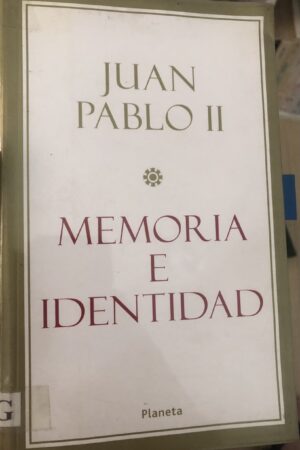 JUAN
PABLO II
MEMORIA
E
IDENTIDAD
Planeta
G